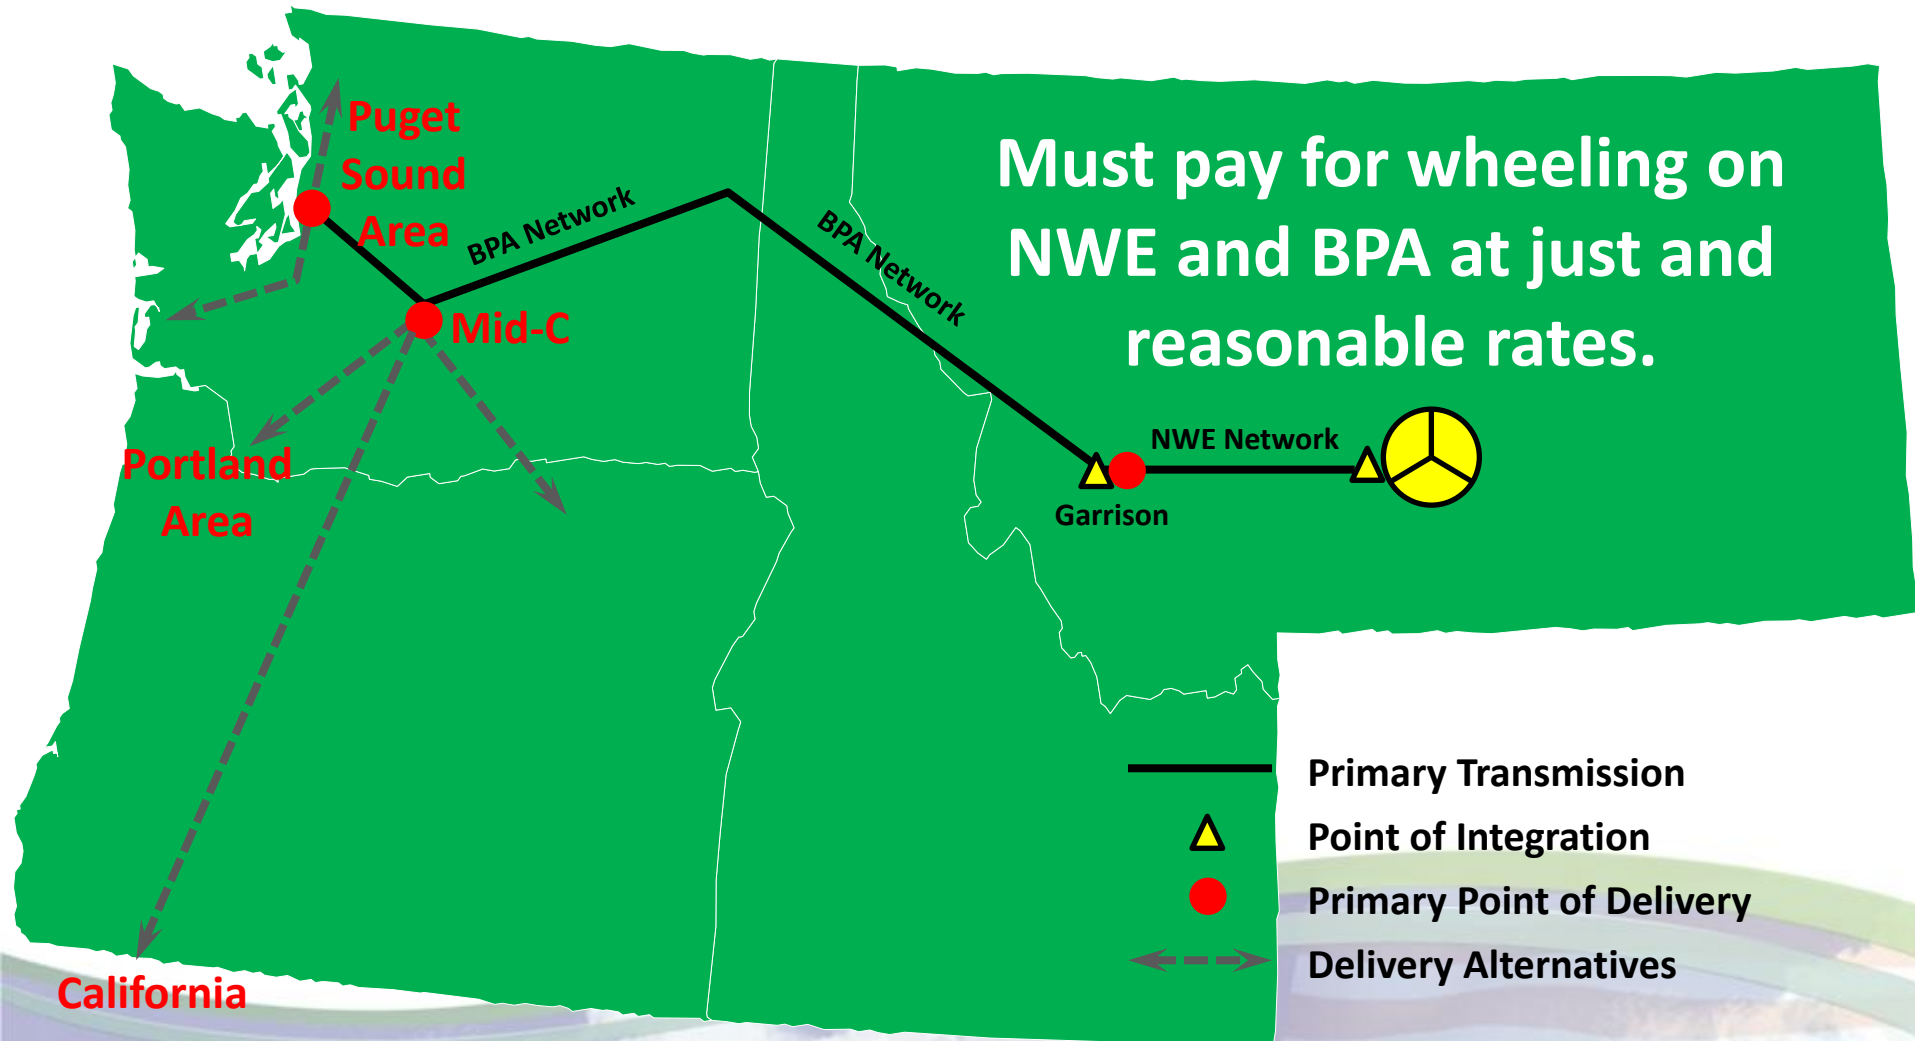 Puget
Sound
Area
BPA Network
BPA Network
Must pay for wheeling on
NWE and BPA at just and
reasonable rates.
Mid-C
NWE Network
Portland
Area
Garrison
California
Primary Transmission
Point of Integration
Primary Point of Delivery
Delivery Alternatives